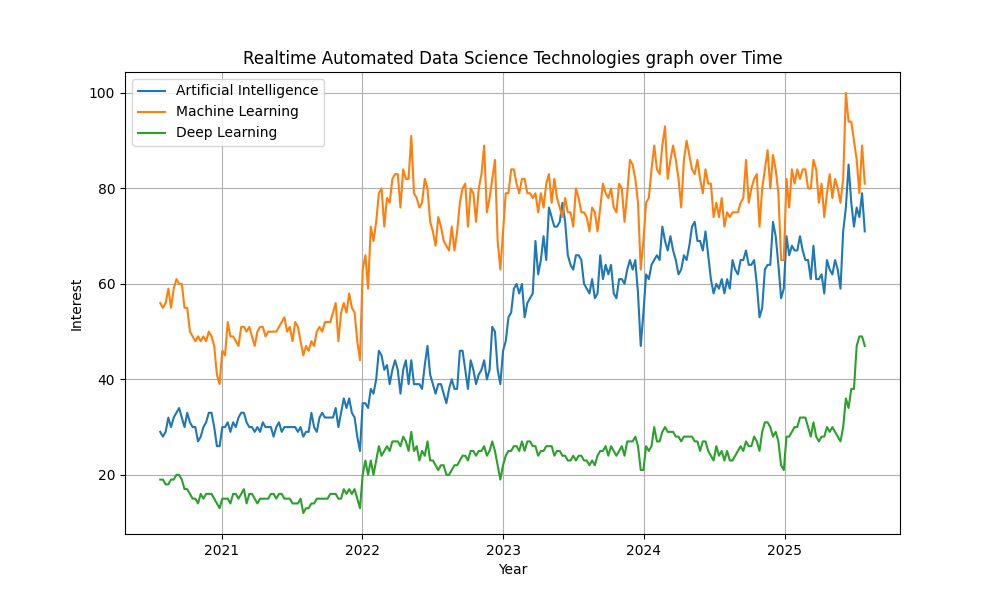 Realtime Automated Data Science Technologies graph over Time
Artificial Intelligence
Machine Learning
Deep Learning
100
80
60
40
20
Interest
2021 2022 2023 2024 2025
Year